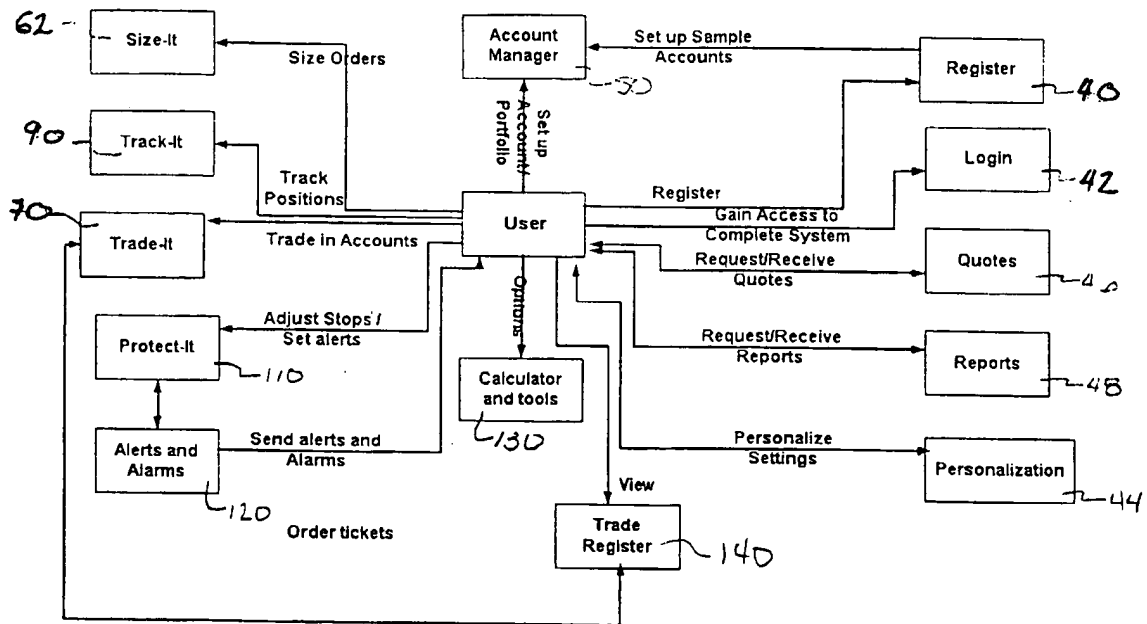 62
Size-It
Size Orders
Account
Manager
Set up Sample
Accounts
Register
40
90
Track-It
Track
Positions
Set up
Account/
Portfolio
Login
42
70
Trade-It
Trade in Accounts
User
Register
Gain Access to
Complete System
Request/Receive
Quotes
Quotes
Adjust Stops /
Set alerts
Protect-It
110
Options
Calculator
and tools
130
Request/Receive
Reports
Reports
48
Alerts and
Alarms
120
Send alerts and
Alarms
Personalize
Settings
Personalization
44
Order tickets
View
Trade
Register
140